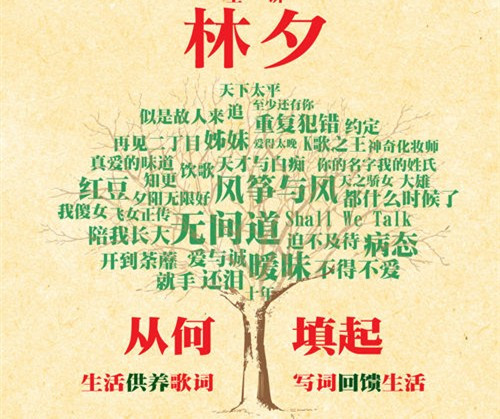 林夕
天下太平
似是故人来 追 至少还有你
重复犯错 约定
再见二丁目 姊妹 爱得太晚 K歌之王 神奇化妆师
真爱的味道 饮歌 天才与白痴 你的名字我的姓氏
红豆 知更 风筝与风 天之骄女 大雄
夕阳无限好 都什么时候了
我傻女 飞女正传 无间道 Shall We Talk
陪我长大 迫不及待 病态
开到荼蘼 爱与诚 暧昧 不得不爱
就手 还泪 十年
从何 填起
生活供养歌词 写词回馈生活